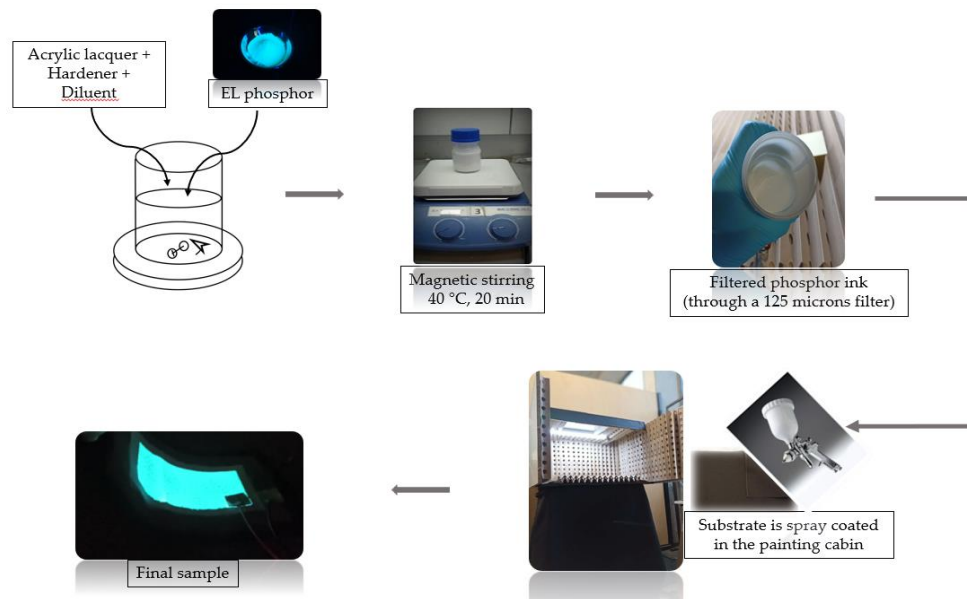 Acrylic lacquer +
Hardener +
Diluent
EL phosphor
3
Magnetic stirring
40 °C, 20 min
Filtered phosphor ink
(through a 125 microns filter)
Substrate is spray coated
in the painting cabin
Final sample